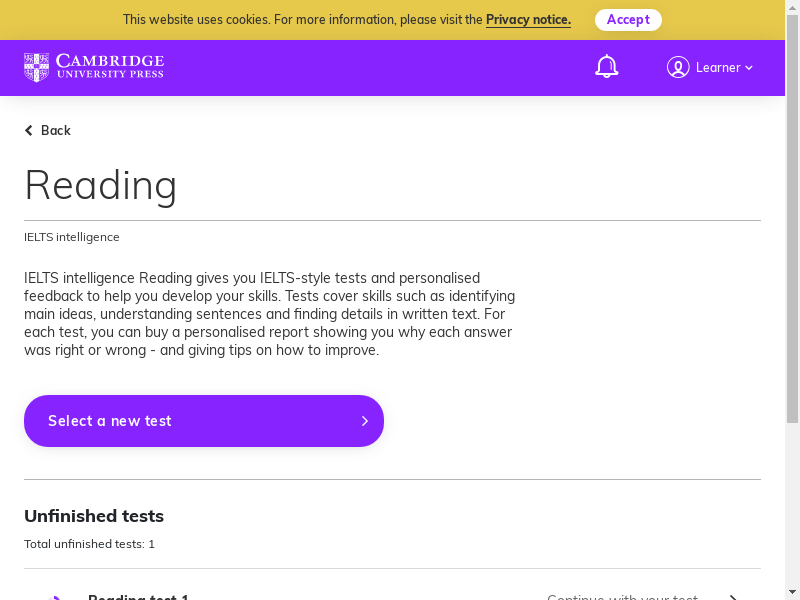 This website uses cookies. For more information, please visit the Privacy notice. Accept
CAMBRIDGE
UNIVERSITY PRESS
Learner
Back
Reading
IELTS intelligence
IELTS intelligence Reading gives you IELTS-style tests and personalised
feedback to help you develop your skills. Tests cover skills such as identifying
main ideas, understanding sentences and finding details in written text. For
each test, you can buy a personalised report showing you why each answer
was right or wrong - and giving tips on how to improve.
Select a new test
Unfinished tests
Total unfinished tests: 1
Reading test 1 Continue with your test